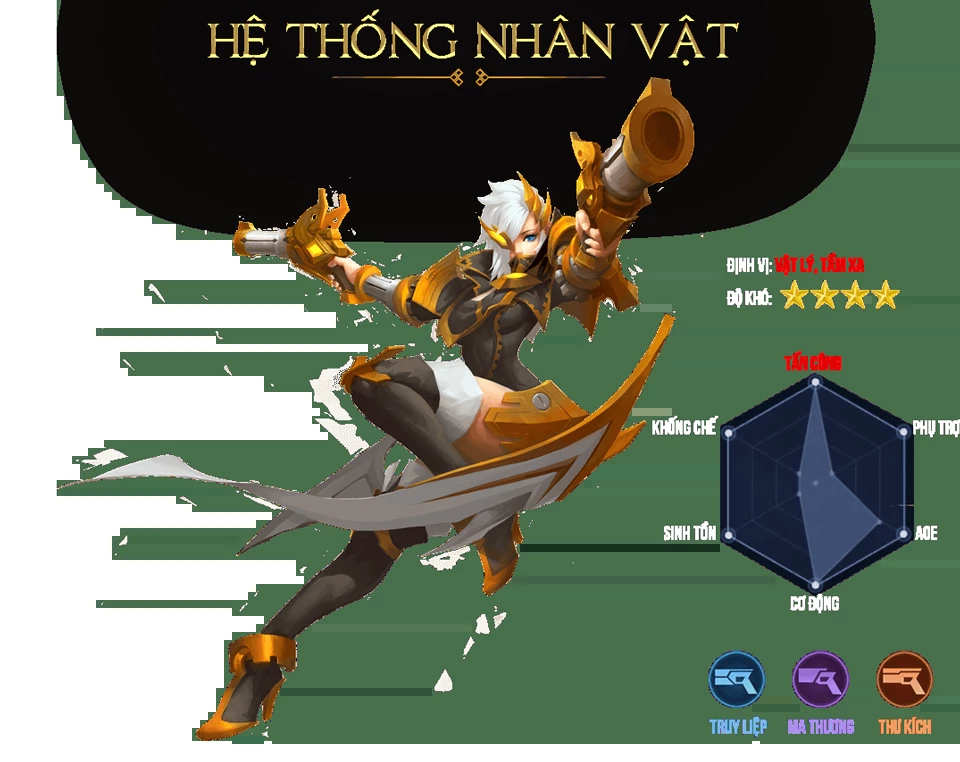 HỆ THỐNG NHÂN VẬT
ĐỊNH VỊ: VẬT LÝ, TẦM XA
ĐỘ KHÓ:
TẤN CÔNG
KHỐNG CHẾ
PHỤ TRỢ
SINH TỒN
AOE
CƠ ĐỘNG
TRUY LIỆP
MA THƯƠNG
THƯ KÍCH